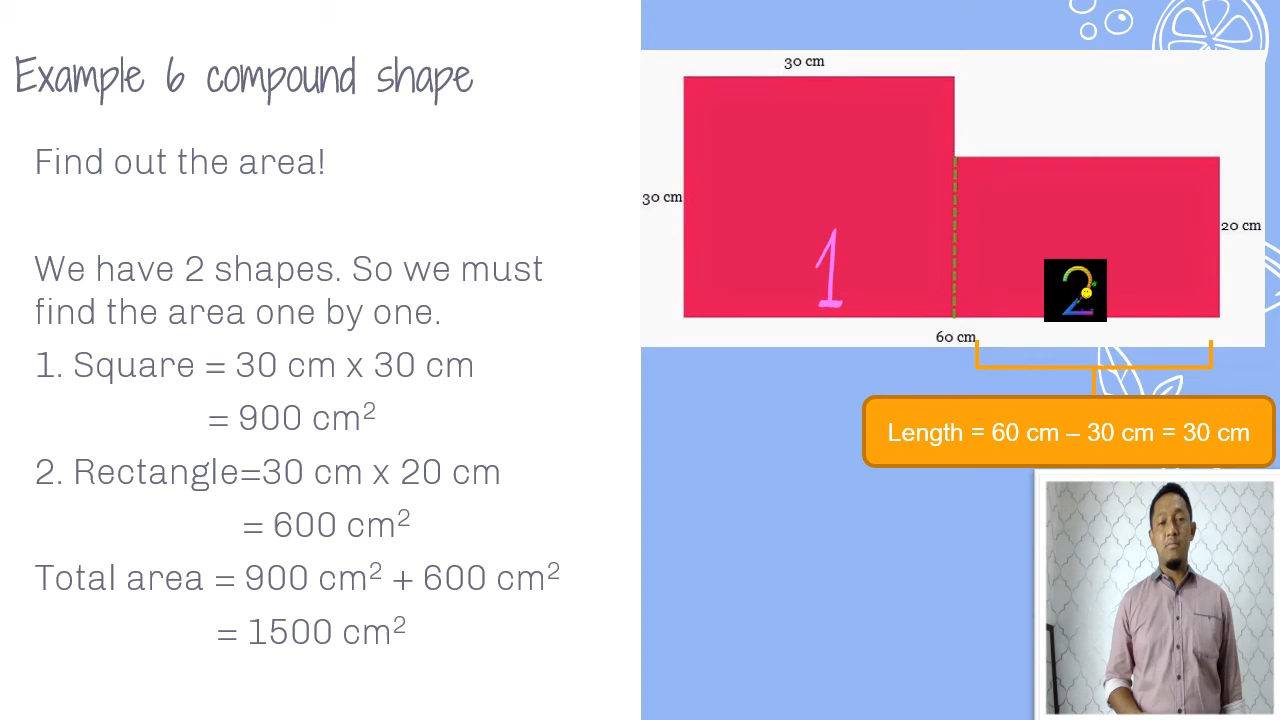 Example 6 compound shape
Find out the area!
We have 2 shapes. So we must
find the area one by one.
1. Square = 30 cm x 30 cm
= 900 cm²
2. Rectangle=30 cm x 20 cm
= 600 cm²
Total area = 900 cm² + 600 cm²
= 1500 cm²
30 cm
30 cm
1
2
20 cm
60 cm
Length = 60 cm – 30 cm = 30 cm